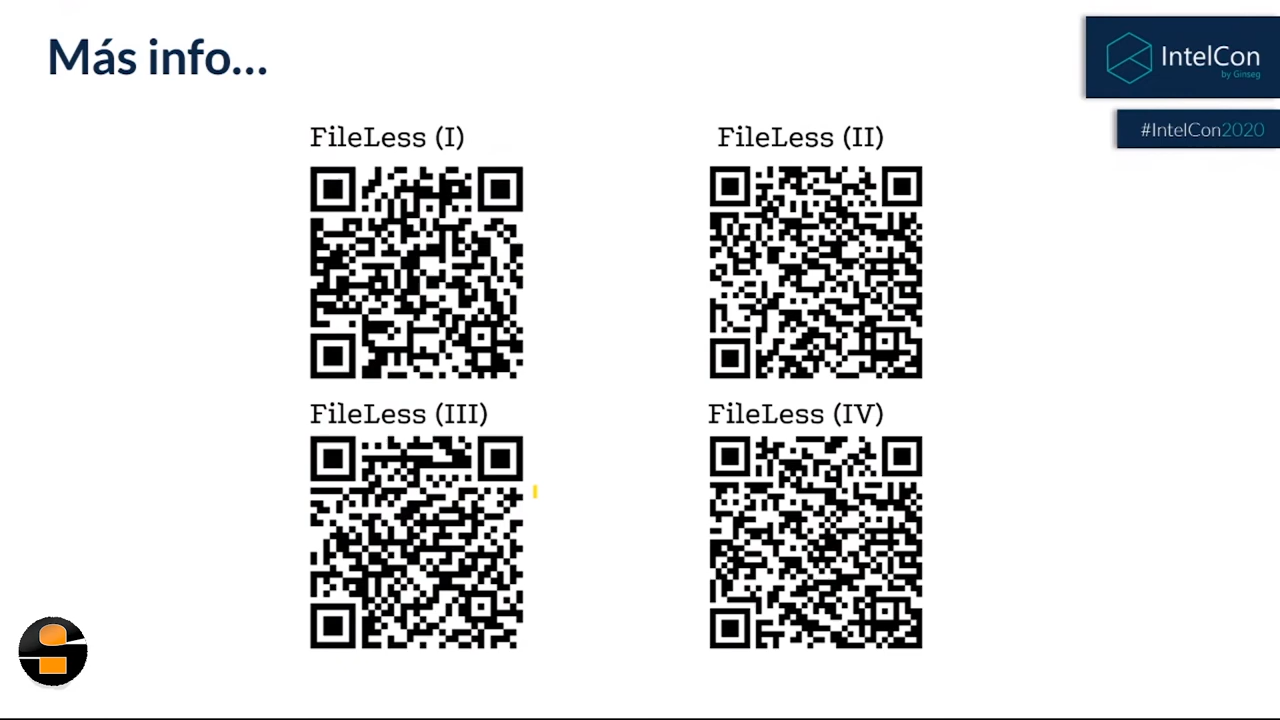 Más info...
IntelCon
by Ginseg
#IntelCon2020
FileLess (I)
FileLess (II)
FileLess (III)
FileLess (IV)